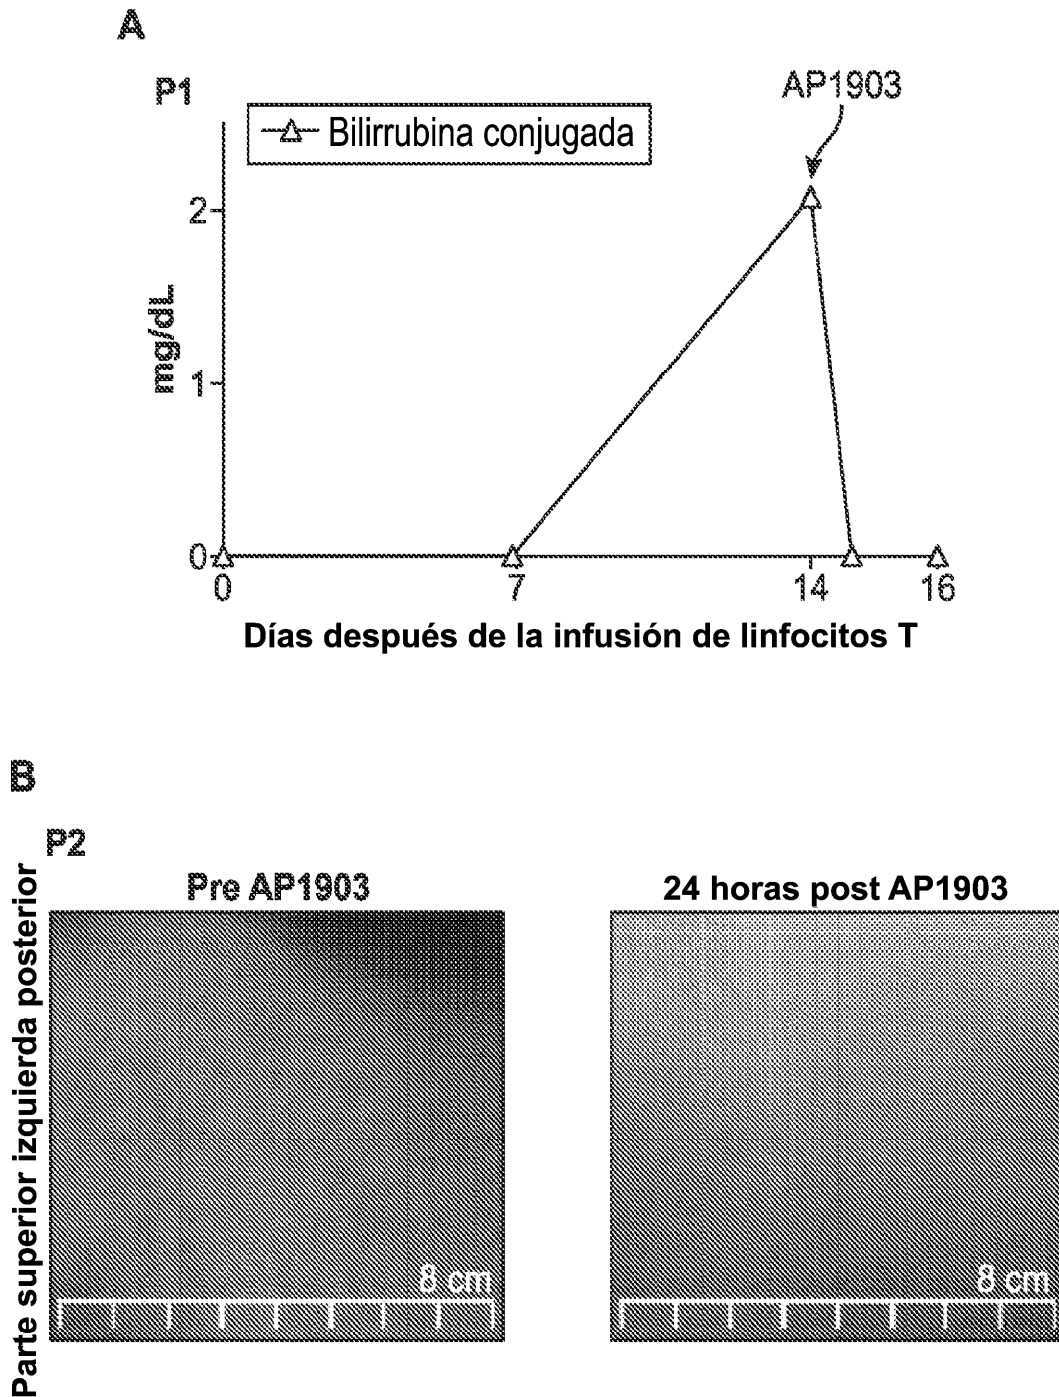 A
P1
AP1903
Bilirrubina conjugada
2
1
0
mg/dL
0 7 14 16
Días después de la infusión de linfocitos T
B
P2
Parte superior izquierda posterior
Pre AP1903
24 horas post AP1903
8 cm
8 cm